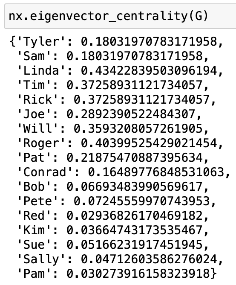 nx.eigenvector_centrality(G)
{'Tyler': 0.18031970783171958,
'Sam': 0.18031970783171958,
'Linda': 0.43422839503096194,
'Tim': 0.37258931121734057,
'Rick': 0.37258931121734057,
'Joe': 0.2892390522484307,
'Will': 0.3593208057261905,
'Roger': 0.40399525429021454,
'Pat': 0.21875470887395634,
'Conrad': 0.16489776848531063,
'Bob': 0.06693483990569617,
'Pete': 0.07245559970743953,
'Red': 0.02936826170469182,
'Kim': 0.03664743173535467,
'Sue': 0.05166231917451945,
'Sally': 0.04712603586276024,
'Pam': 0.030273916158323918}